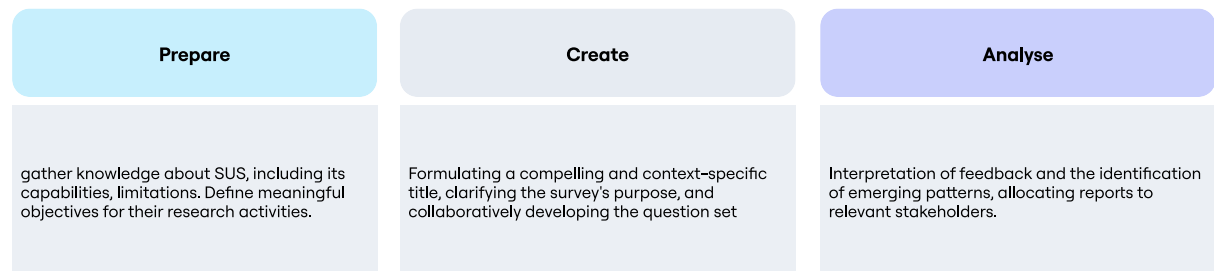 Prepare
Create
Analyse
gather knowledge about SUS, including its
capabilities, limitations. Define meaningful
objectives for their research activities.
Formulating a compelling and context-specific
title, clarifying the survey's purpose, and
collaboratively developing the question set
Interpretation of feedback and the identification
of emerging patterns, allocating reports to
relevant stakeholders.